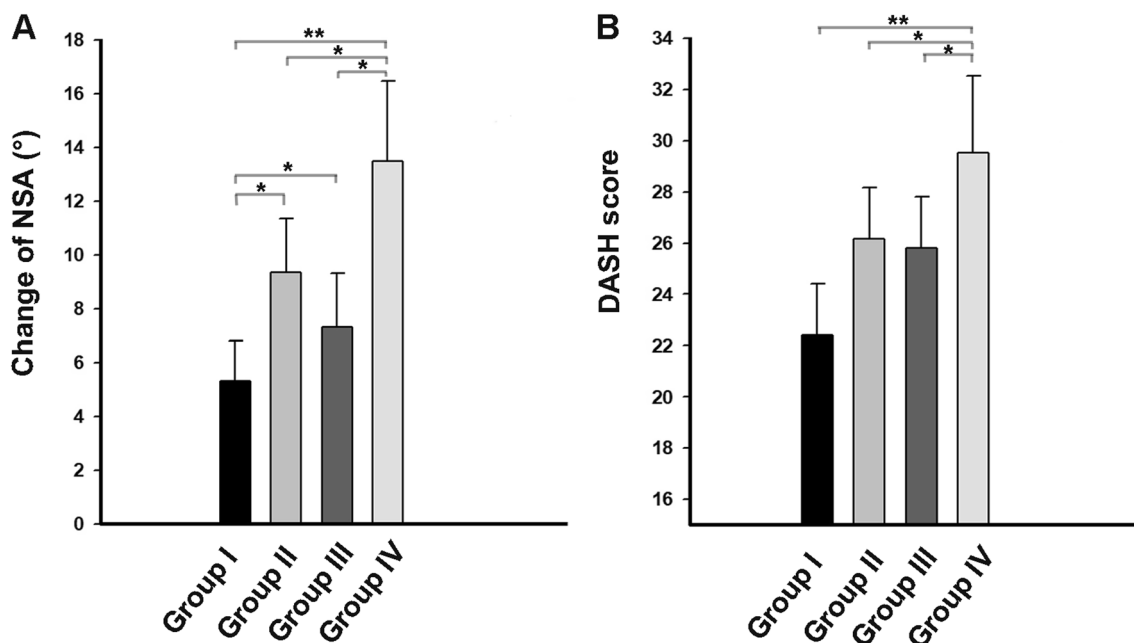 A
Change of NSA (°)
18
16
14
12
10
8
6
4
2
0
**
*
*
*
*
Group I
Group II
Group III
Group IV
B
DASH score
34
32
30
28
26
24
22
20
18
16
**
*
*
Group I
Group II
Group III
Group IV